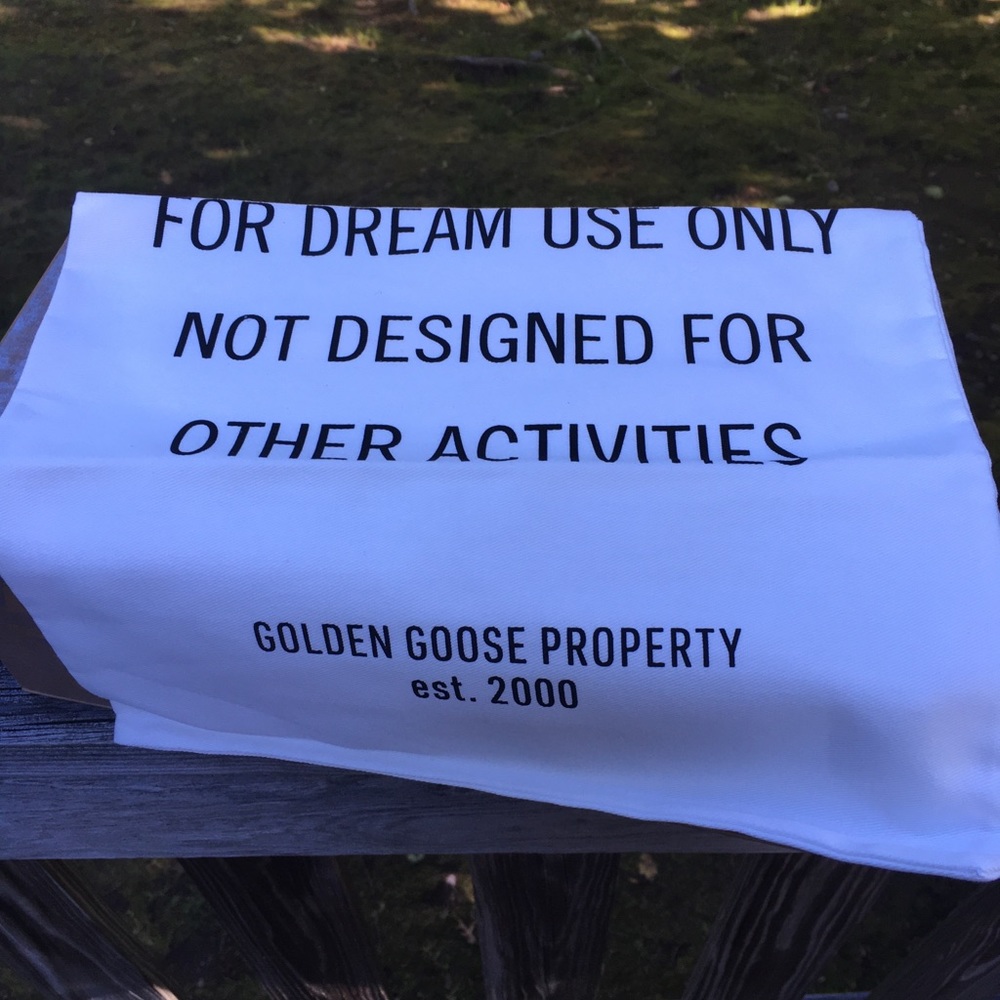 FOR DREAM USE ONLY
NOT DESIGNED FOR
OTHER ACTIVITIES
GOLDEN GOOSE PROPERTY
est. 2000